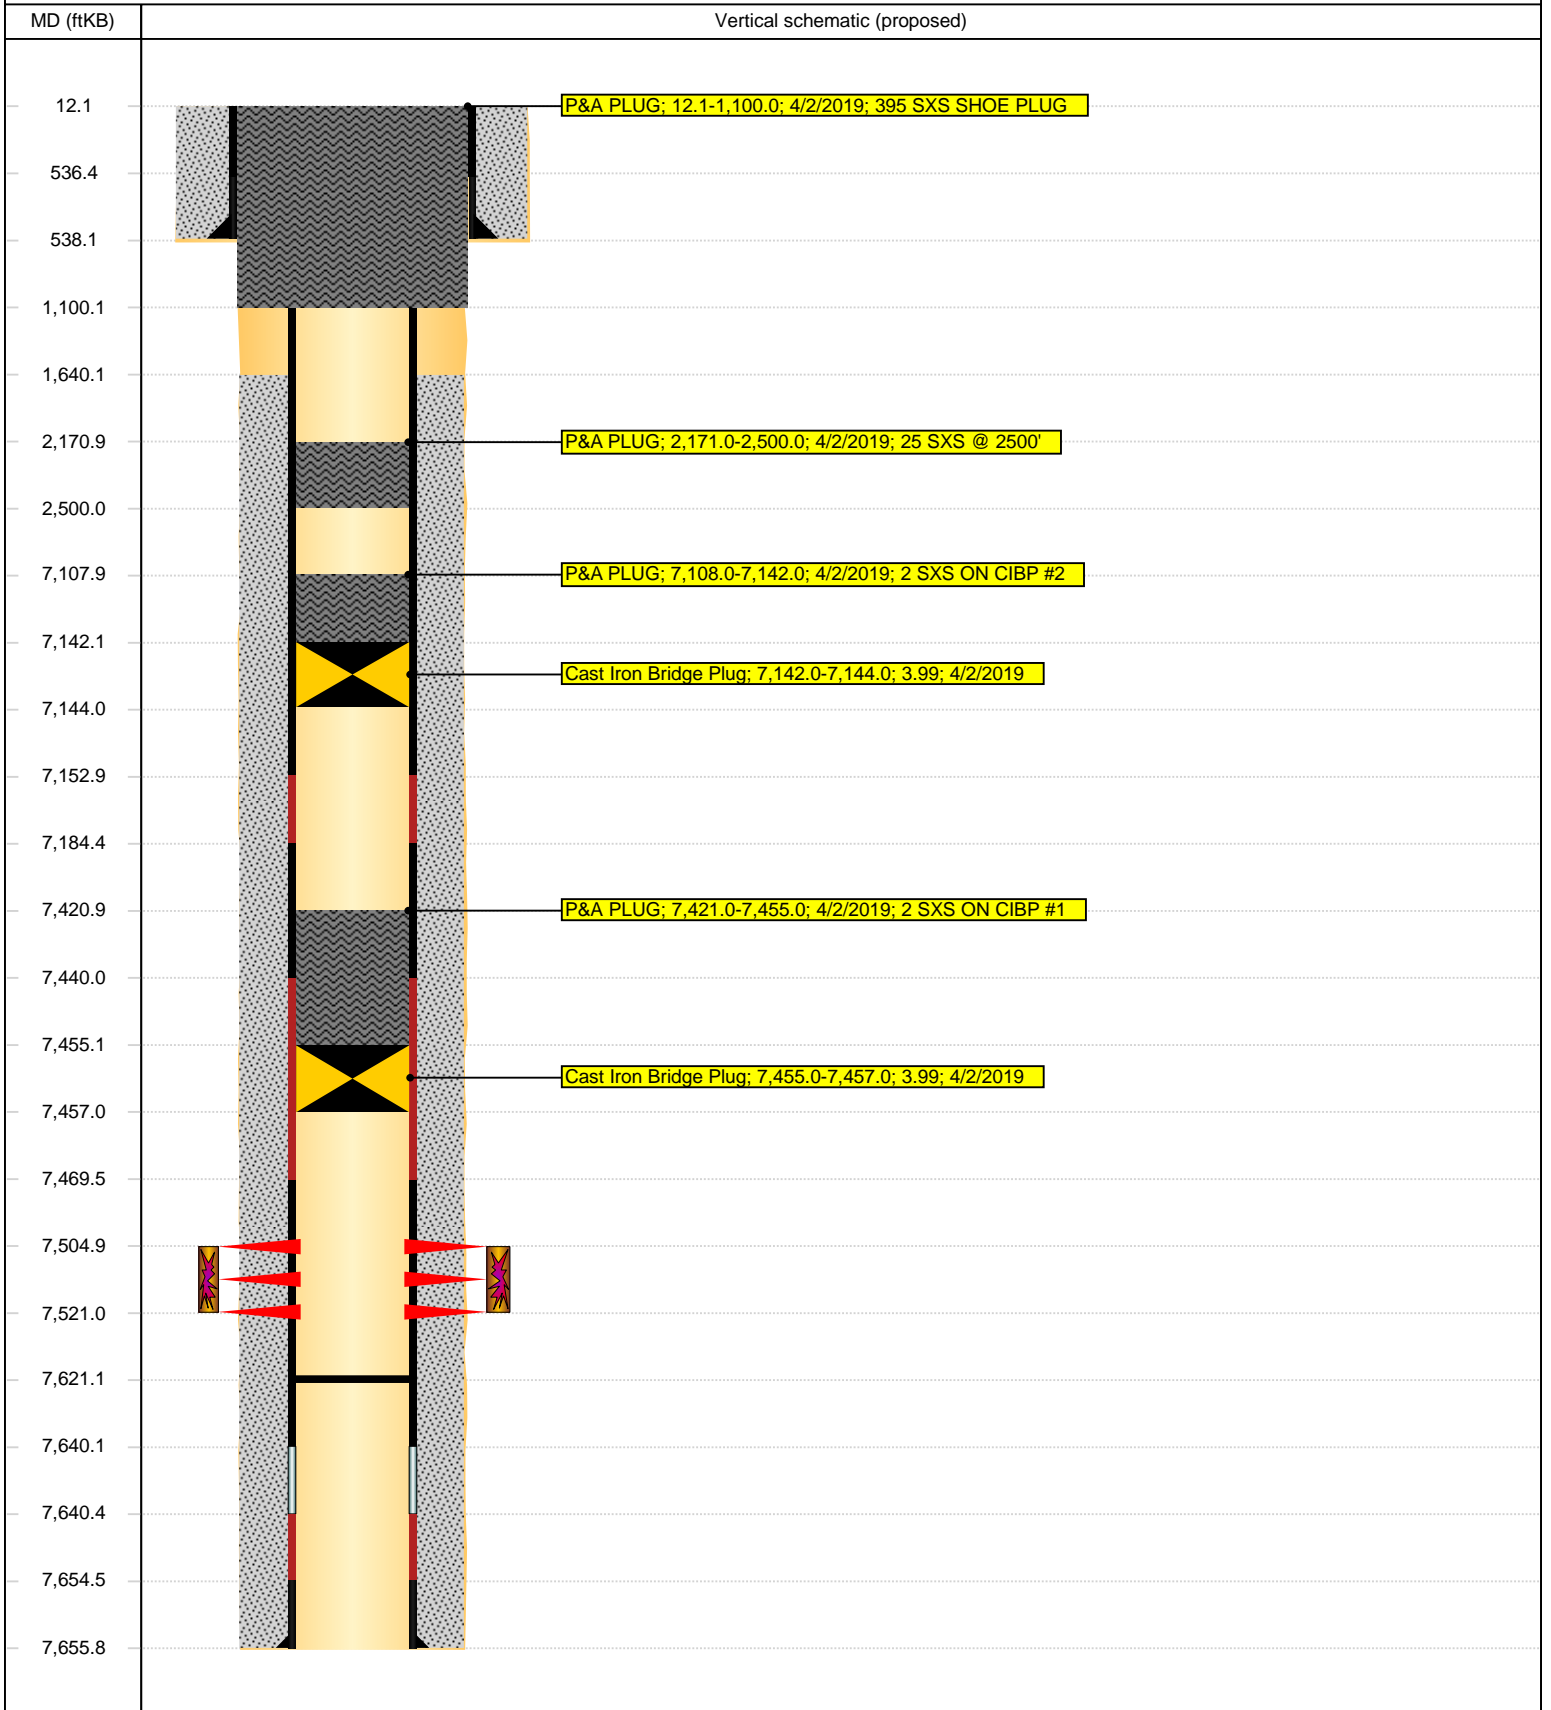 MD (ftKB) Vertical schematic (proposed)
12.1 P&A PLUG; 12.1-1,100.0; 4/2/2019; 395 SXS SHOE PLUG
536.4
538.1
1,100.1
1,640.1
2,170.9 P&A PLUG; 2,171.0-2,500.0; 4/2/2019; 25 SXS @ 2500'
2,500.0
7,107.9 P&A PLUG; 7,108.0-7,142.0; 4/2/2019; 2 SXS ON CIBP #2
7,142.1
Cast Iron Bridge Plug; 7,142.0-7,144.0; 3.99; 4/2/2019
7,144.0
7,152.9
7,184.4
7,420.9 P&A PLUG; 7,421.0-7,455.0; 4/2/2019; 2 SXS ON CIBP #1
7,440.0
7,455.1
Cast Iron Bridge Plug; 7,455.0-7,457.0; 3.99; 4/2/2019
7,457.0
7,469.5
7,504.9
7,521.0
7,621.1
7,640.1
7,640.4
7,654.5
7,655.8